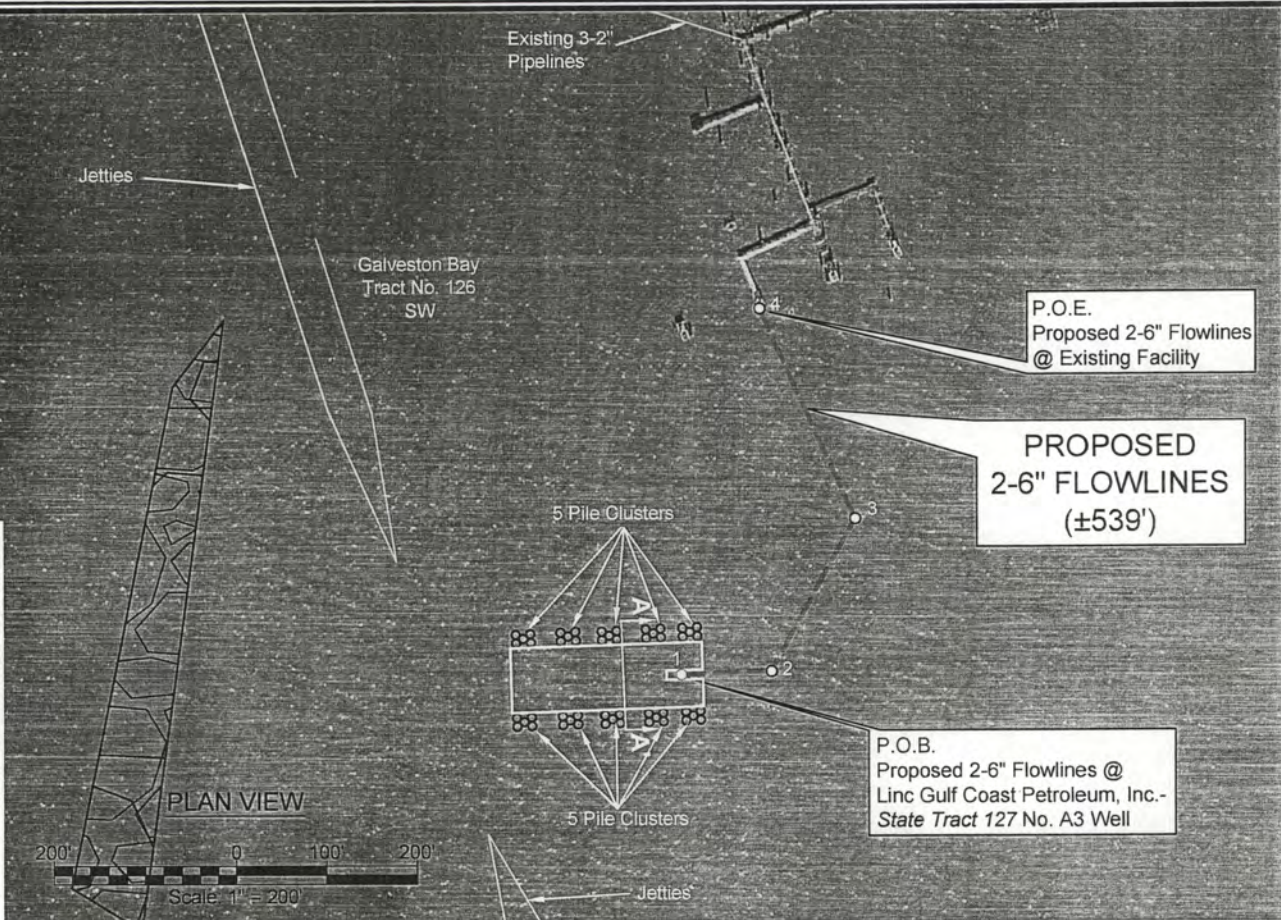 Existing 3-2"
Pipelines
Jetties
Galveston Bay
Tract No. 126
SW
4
P.O.E.
Proposed 2-6" Flowlines
@ Existing Facility
PROPOSED
2-6" FLOWLINES
(±539')
3
5 Pile Clusters
A
1
2
A'
P.O.B.
Proposed 2-6" Flowlines @
Linc Gulf Coast Petroleum, Inc.-
State Tract 127 No. A3 Well
PLAN VIEW
5 Pile Clusters
200' 0 100' 200'
Scale 1" = 200'
Jetties